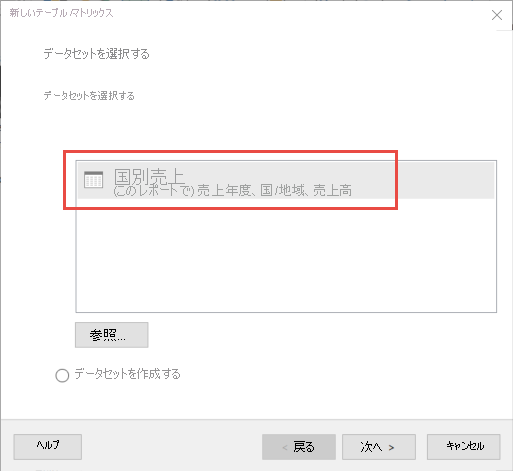 新しいテーブル/マトリックス
データセットを選択する
データセットを選択する
国別売上
(このレポートで) 売上年度、国/地域、売上高
参照...
データセットを作成する
ヘルプ
< 戻る
次へ >
キャンセル